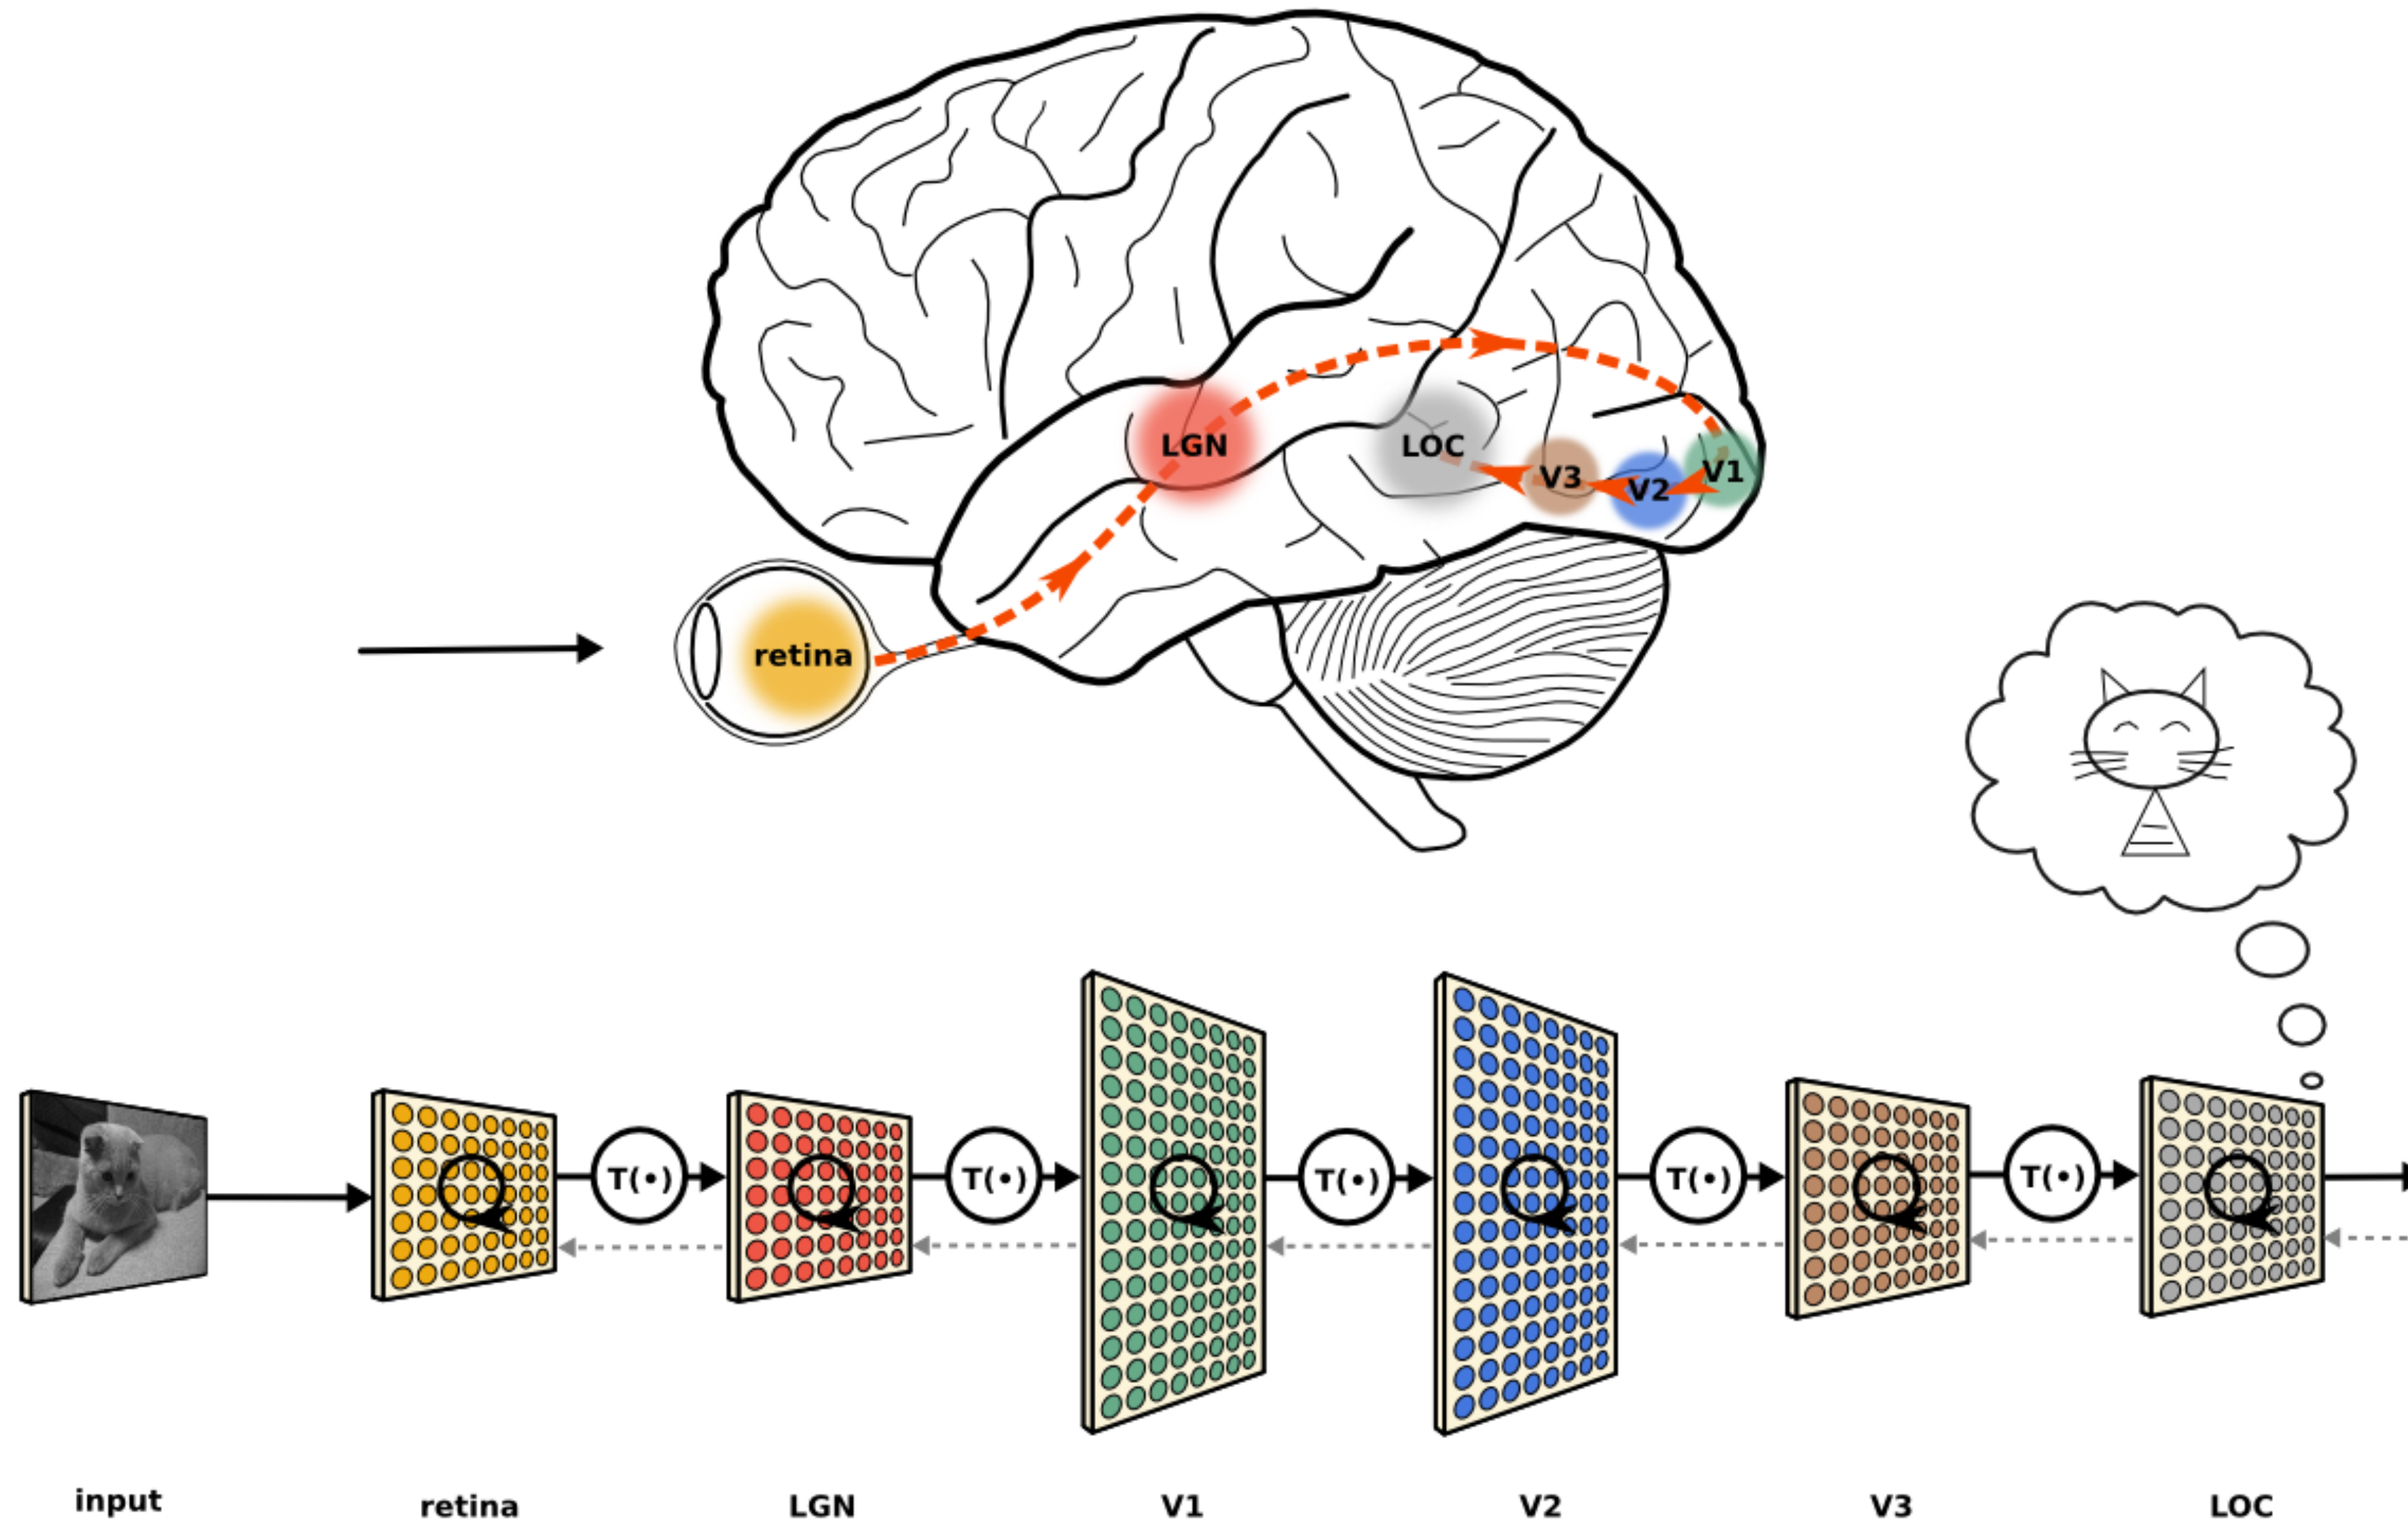 LGN
LOC
V3
V2
V1
retina
T(•)
T(•)
T(•)
T(•)
T(•)
input
retina
LGN
V1
V2
V3
LOC